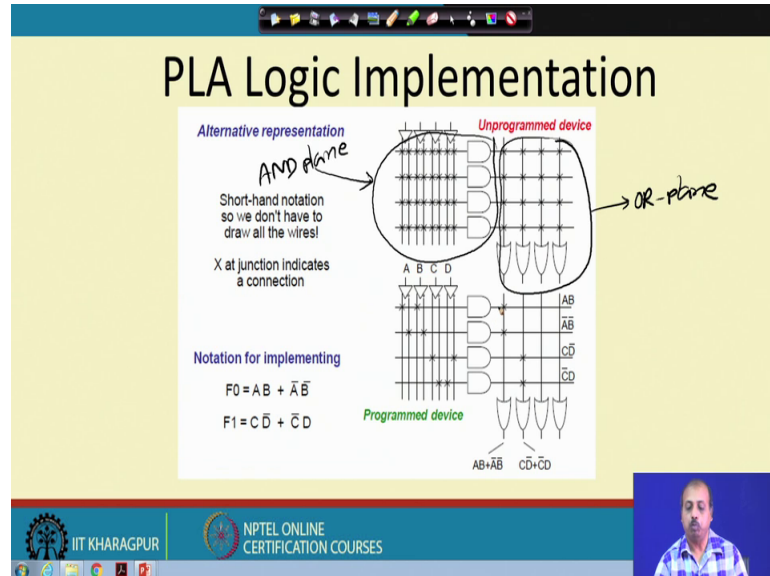 PLA Logic Implementation
Alternative representation
Unprogrammed device
AND plane
OR-plane
Short-hand notation
so we don't have to
draw all the wires!
X at junction indicates
a connection
A B C D
AB
A̅B̅
CD̅
C̅D
Notation for implementing
F0 = AB + A̅ B̅
F1 = C D̅ + C̅ D
Programmed device
AB+A̅B̅ CD̅+C̅D
IIT KHARAGPUR
NPTEL ONLINE
CERTIFICATION COURSES